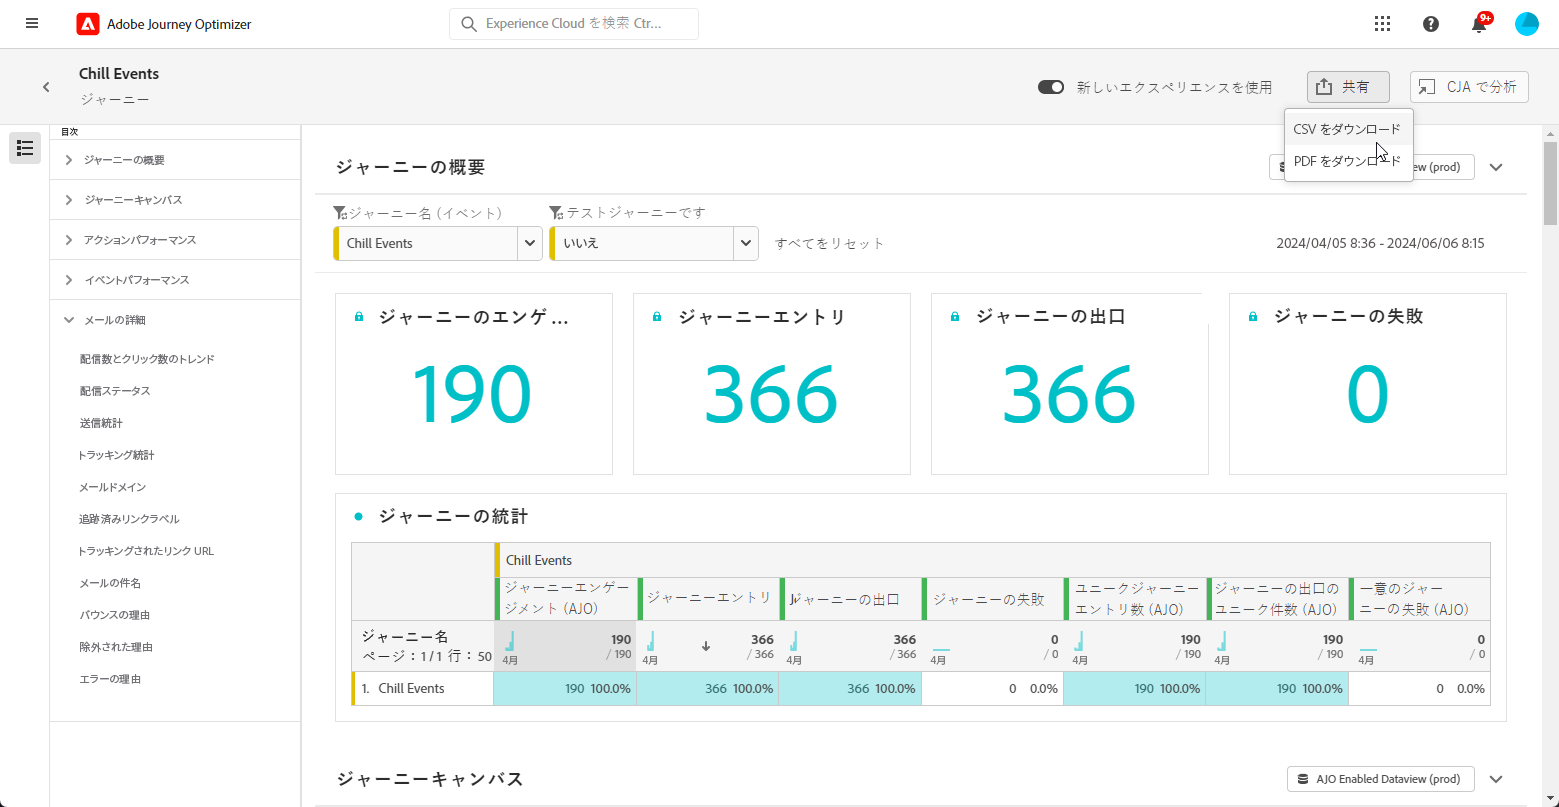 Adobe Journey Optimizer
Experience Cloud を検索 Ctr...
9+
Chill Events
ジャーニー
新しいエクスペリエンスを使用
共有
CJA で分析
CSV をダウンロード
PDF をダウンロード
目次
ジャーニーの概要
ジャーニーキャンバス
アクションパフォーマンス
イベントパフォーマンス
メールの詳細
配信数とクリック数のトレンド
配信ステータス
送信統計
トラッキング統計
メールドメイン
追跡済みリンクラベル
トラッキングされたリンク URL
メールの件名
バウンスの理由
除外された理由
エラーの理由
ジャーニーの概要
ew (prod)
ジャーニー名 (イベント)
テストジャーニーです
Chill Events
いいえ
すべてをリセット
2024/04/05 8:36 - 2024/06/06 8:15
ジャーニーのエンゲ...
190
ジャーニーエントリ
366
ジャーニーの出口
366
ジャーニーの失敗
0
ジャーニーの統計
Chill Events
ジャーニーエンゲー
ジメント (AJO)
ジャーニーエントリ
ジャーニーの出口
ジャーニーの失敗
ユニークジャーニー
エントリ数 (AJO)
ジャーニーの出口の
ユニーク件数 (AJO)
一意のジャー
ニーの失敗 (AJO)
ジャーニー名
ページ : 1 / 1 行 : 50
4月 190 / 190
4月 366 / 366
4月 366 / 366
4月 0 / 0
4月 190 / 190
4月 190 / 190
4月 0 / 0
1. Chill Events 190 100.0% 366 100.0% 366 100.0% 0 0.0% 190 100.0% 190 100.0% 0 0.0%
ジャーニーキャンバス
AJO Enabled Dataview (prod)